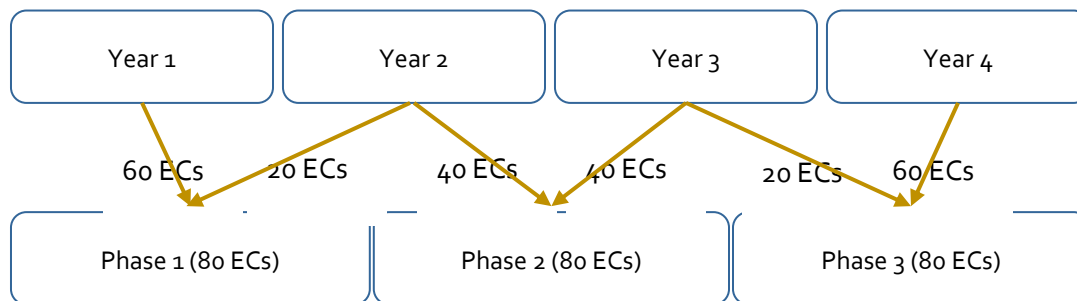 Year 1
Year 2
Year 3
Year 4
60 ECs
20 ECs
40 ECs
40 ECs
20 ECs
60 ECs
Phase 1 (80 ECs)
Phase 2 (80 ECs)
Phase 3 (80 ECs)